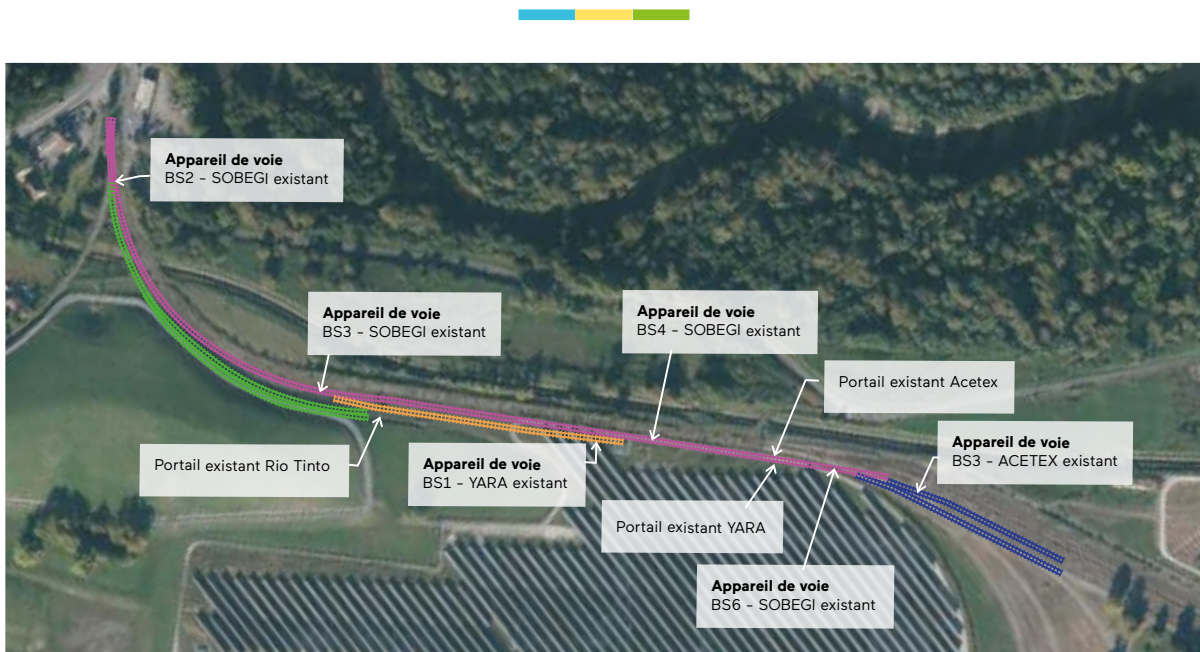 Appareil de voie
BS2 - SOBEGI existant
Appareil de voie
BS3 - SOBEGI existant
Appareil de voie
BS4 - SOBEGI existant
Portail existant Acetex
Portail existant Rio Tinto
Appareil de voie
BS1 - YARA existant
Appareil de voie
BS3 - ACETEX existant
Portail existant YARA
Appareil de voie
BS6 - SOBEGI existant